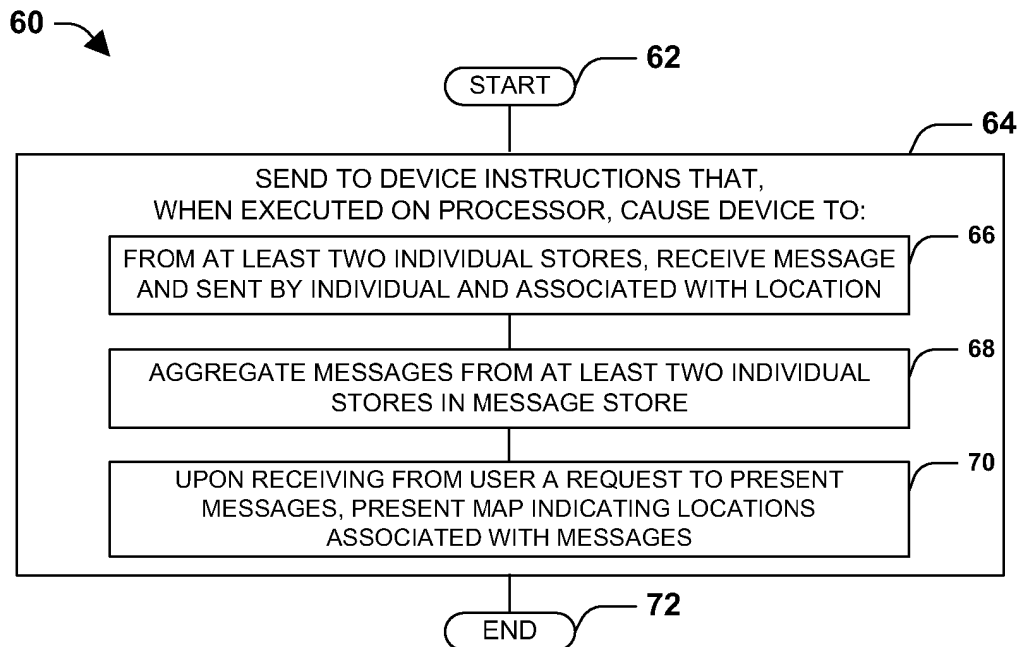 60
62
START
64
SEND TO DEVICE INSTRUCTIONS THAT,
WHEN EXECUTED ON PROCESSOR, CAUSE DEVICE TO:
66
FROM AT LEAST TWO INDIVIDUAL STORES, RECEIVE MESSAGE
AND SENT BY INDIVIDUAL AND ASSOCIATED WITH LOCATION
68
AGGREGATE MESSAGES FROM AT LEAST TWO INDIVIDUAL
STORES IN MESSAGE STORE
70
UPON RECEIVING FROM USER A REQUEST TO PRESENT
MESSAGES, PRESENT MAP INDICATING LOCATIONS
ASSOCIATED WITH MESSAGES
72
END